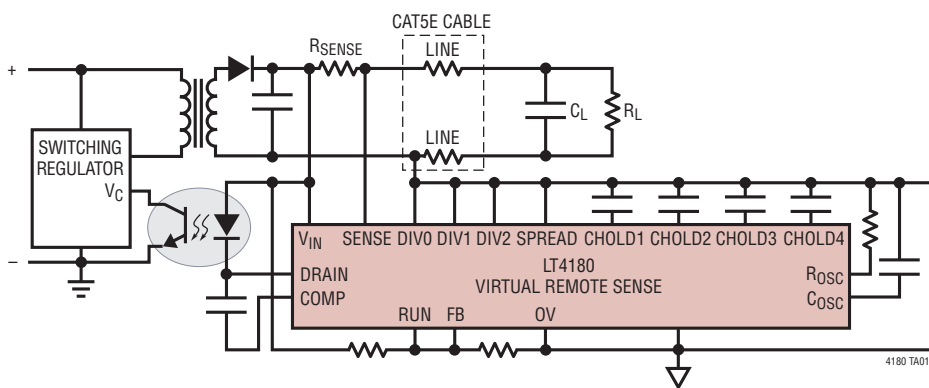 CAT5E CABLE
RSENSE
LINE
+
CL
RL
LINE
SWITCHING
REGULATOR
VC
–
VIN
SENSE
DIV0
DIV1
DIV2
SPREAD
CHOLD1
CHOLD2
CHOLD3
CHOLD4
LT4180
VIRTUAL REMOTE SENSE
DRAIN
COMP
ROSC
COSC
RUN
FB
OV
4180 TA01